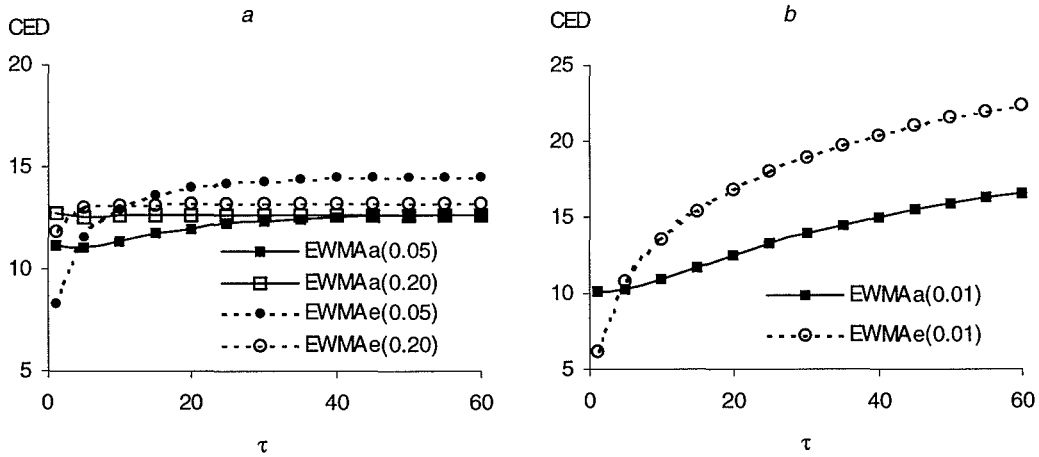 a
CED
20
15
10
5
0
20
40
60
τ
EWMAa(0.05)
EWMAa(0.20)
EWMAe(0.05)
EWMAe(0.20)
b
CED
25
20
15
10
5
0
20
40
60
τ
EWMAa(0.01)
EWMAe(0.01)